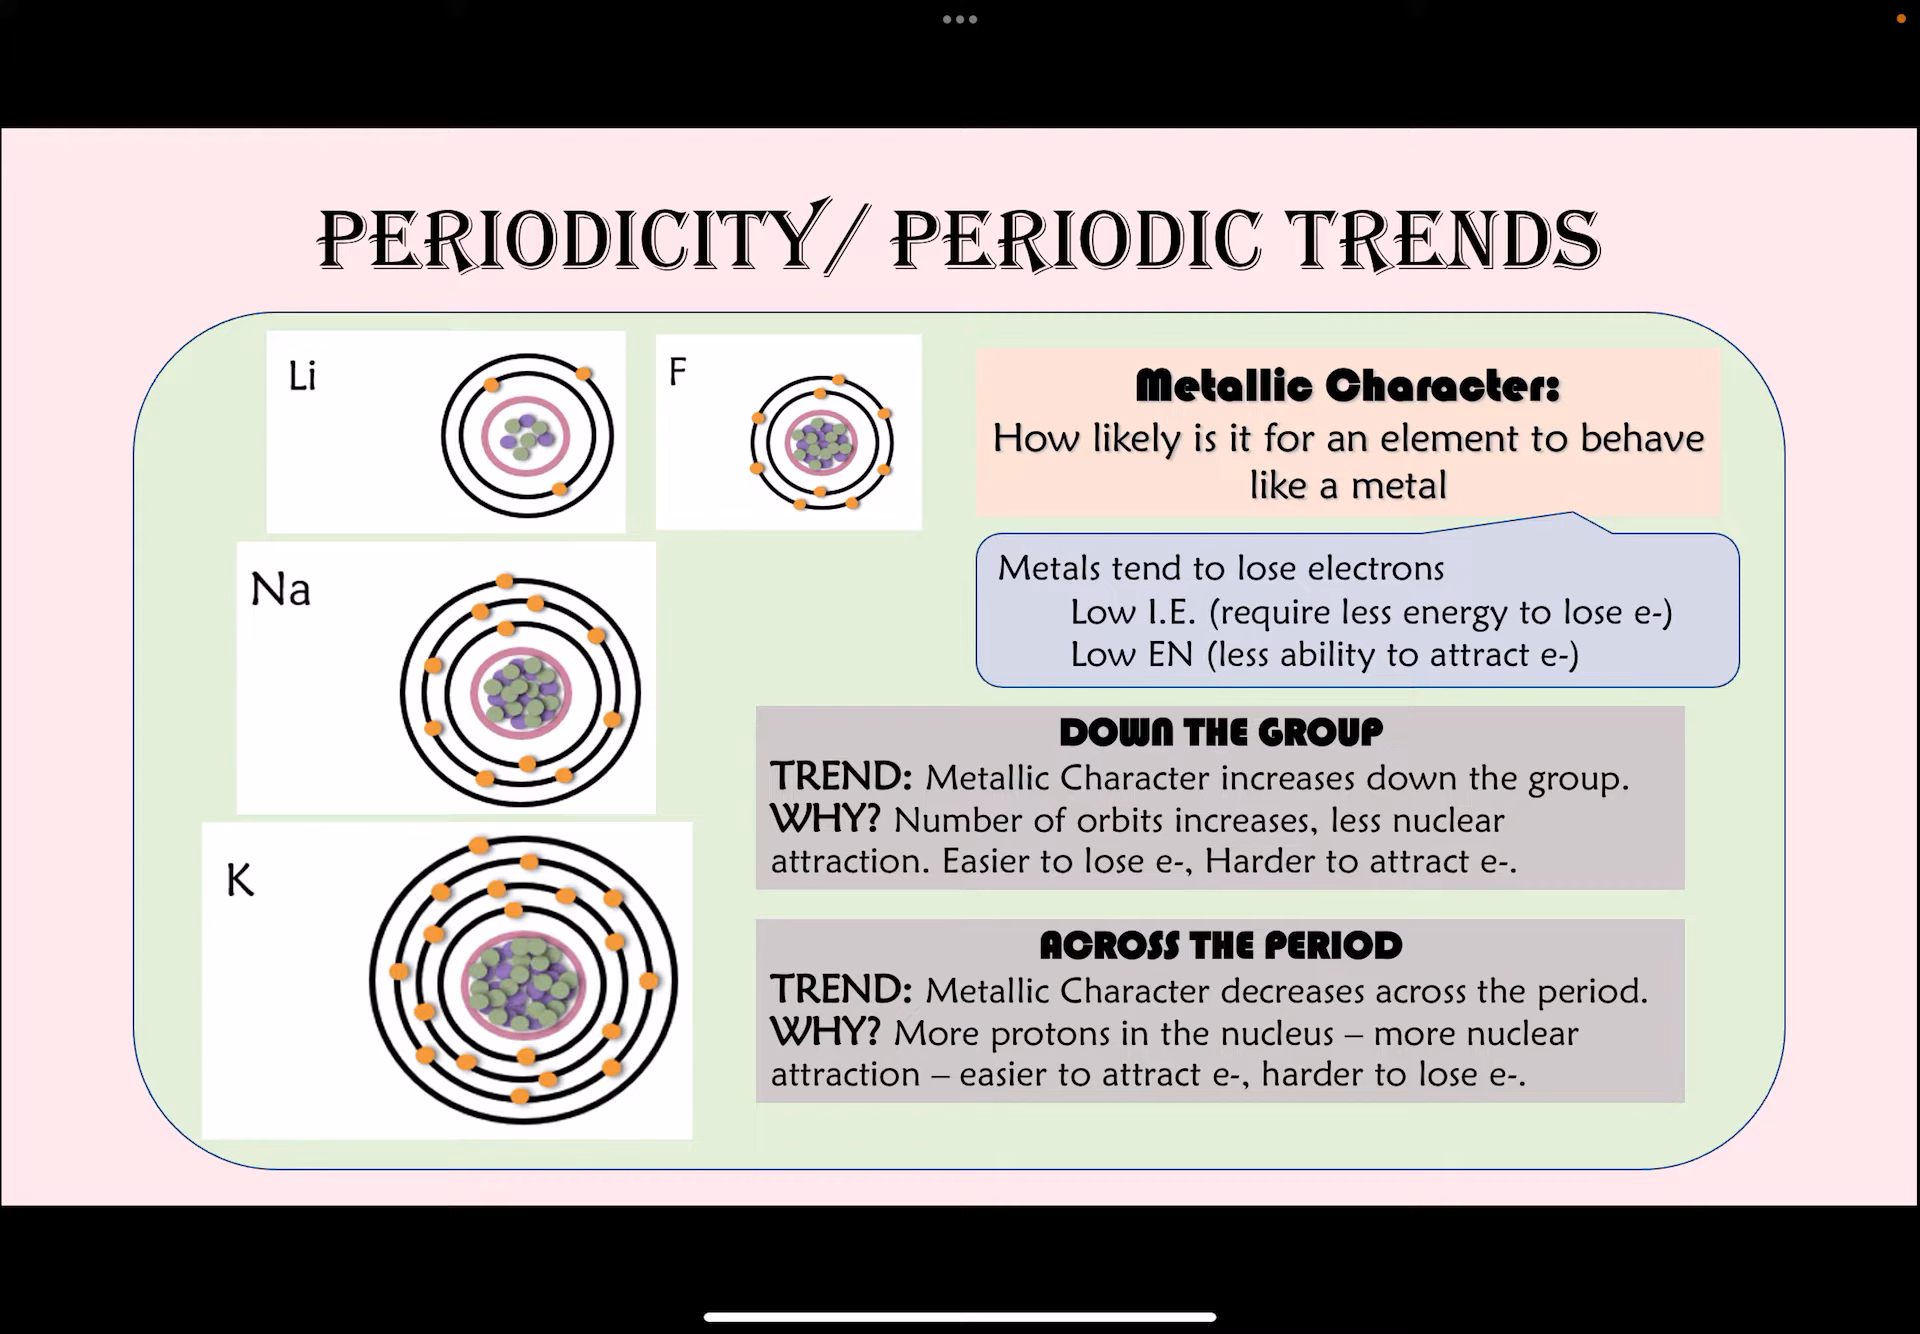 PERIODICITY/ PERIODIC TRENDS
Li
F
Na
K
Metallic Character:
How likely is it for an element to behave
like a metal
Metals tend to lose electrons
Low I.E. (require less energy to lose e-)
Low EN (less ability to attract e-)
DOWN THE GROUP
TREND: Metallic Character increases down the group.
WHY? Number of orbits increases, less nuclear
attraction. Easier to lose e-, Harder to attract e-.
ACROSS THE PERIOD
TREND: Metallic Character decreases across the period.
WHY? More protons in the nucleus – more nuclear
attraction – easier to attract e-, harder to lose e-.